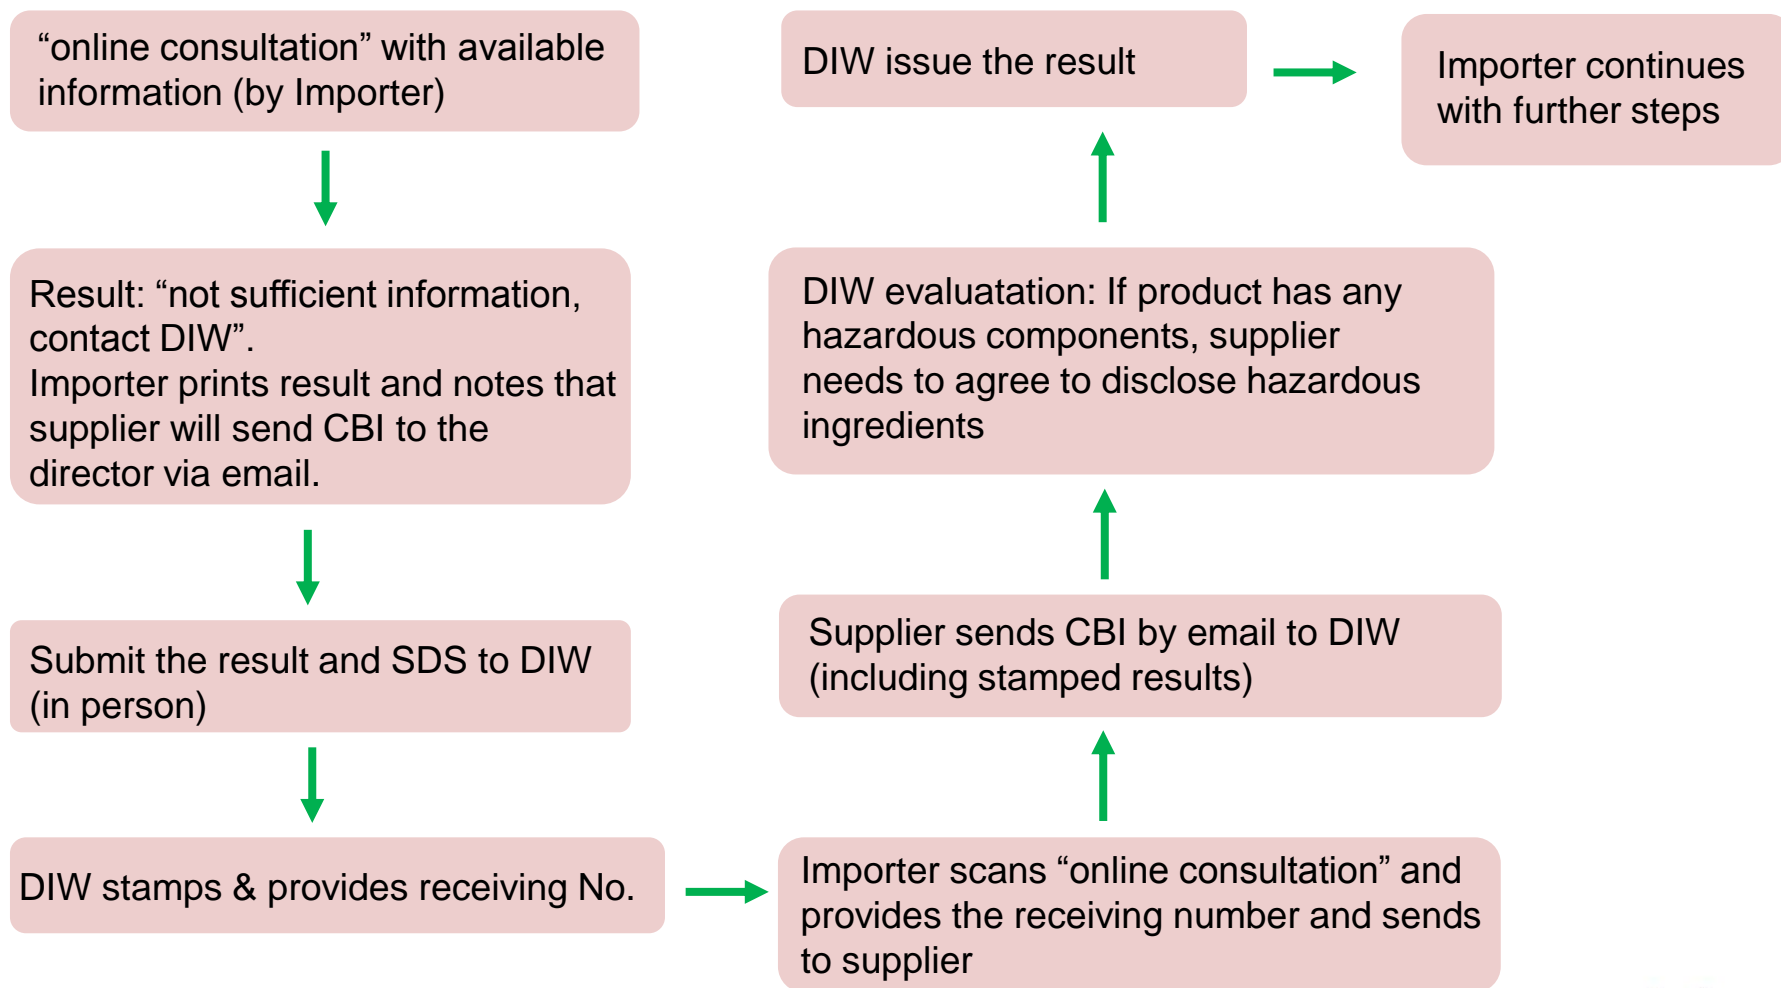 “online consultation” with available
information (by Importer)
Result: “not sufficient information,
contact DIW”.
Importer prints result and notes that
supplier will send CBI to the
director via email.
Submit the result and SDS to DIW
(in person)
DIW stamps & provides receiving No.
Importer scans “online consultation” and
provides the receiving number and sends
to supplier
Supplier sends CBI by email to DIW
(including stamped results)
DIW evaluatation: If product has any
hazardous components, supplier
needs to agree to disclose hazardous
ingredients
DIW issue the result
Importer continues
with further steps